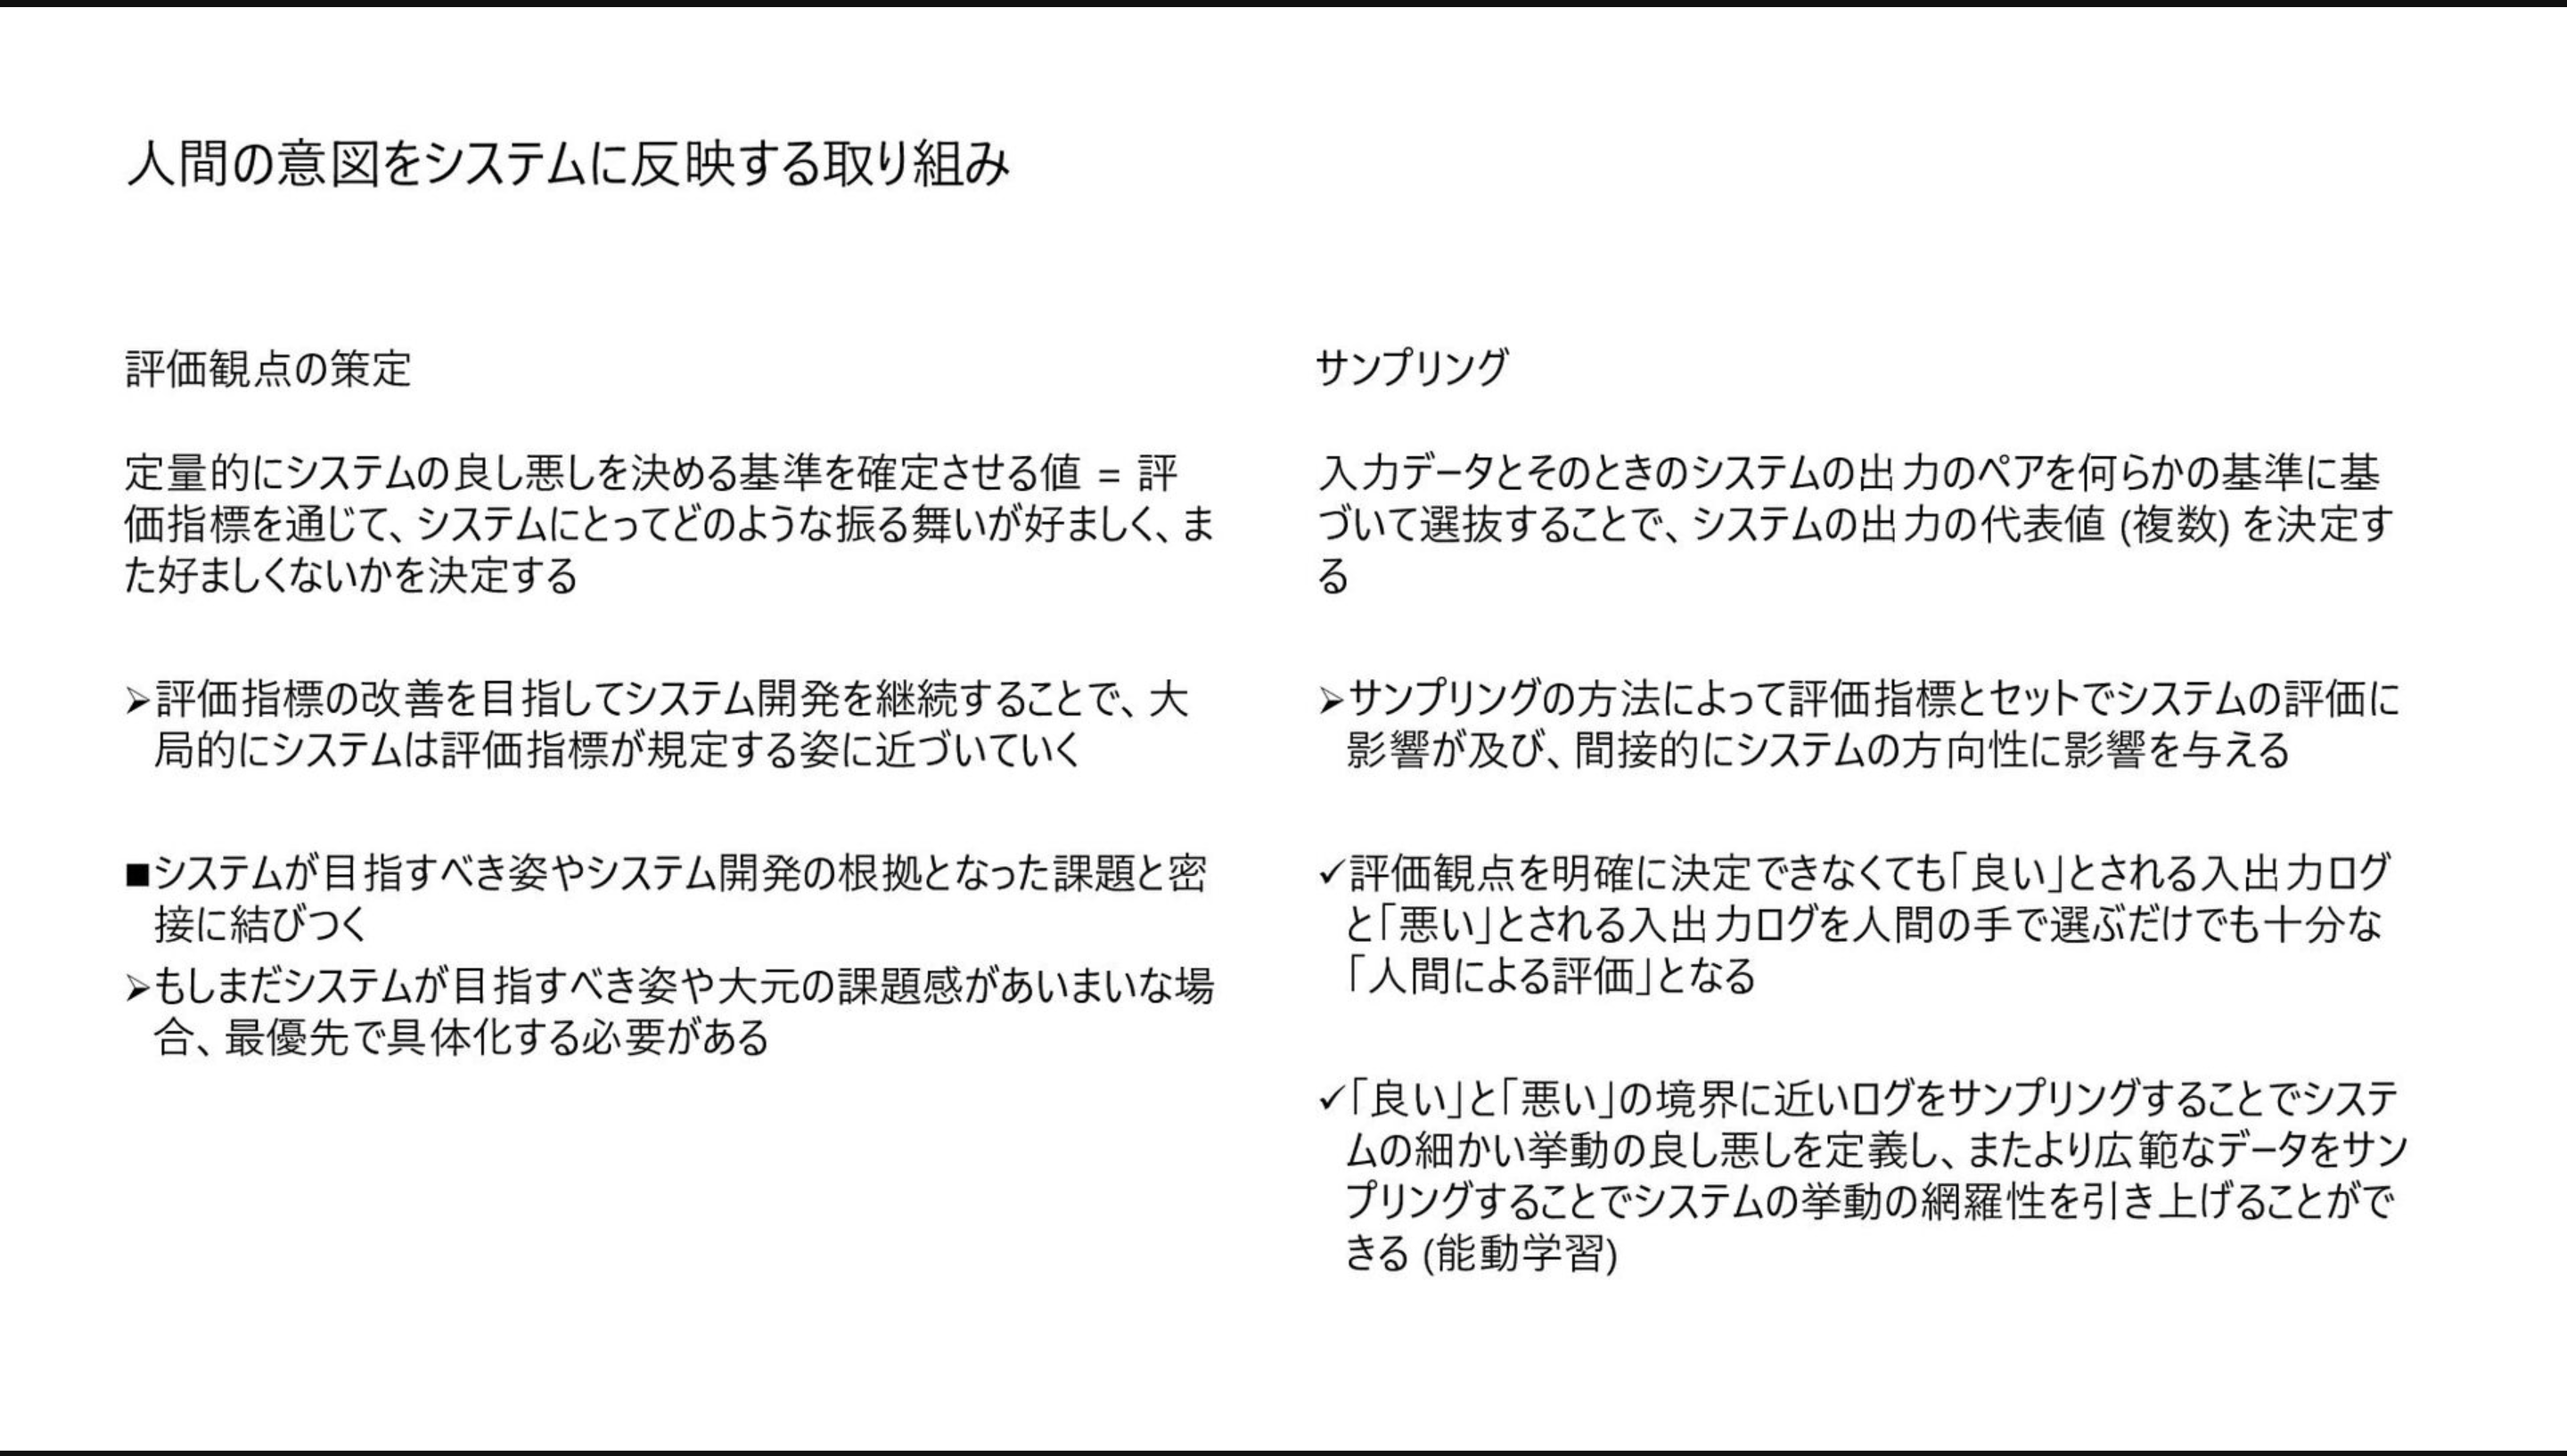 人間の意図をシステムに反映する取り組み
評価観点の策定
定量的にシステムの良し悪しを決める基準を確定させる値 = 評
価指標を通じて、システムにとってどのような振る舞いが好ましく、ま
た好ましくないかを決定する
➢評価指標の改善を目指してシステム開発を継続することで、大
局的にシステムは評価指標が規定する姿に近づいていく
■システムが目指すべき姿やシステム開発の根拠となった課題と密
接に結びつく
➢もしまだシステムが目指すべき姿や大元の課題感があいまいな場
合、最優先で具体化する必要がある
サンプリング
入力データとそのときのシステムの出力のペアを何らかの基準に基
づいて選抜することで、システムの出力の代表値 (複数) を決定す
る
➢サンプリングの方法によって評価指標とセットでシステムの評価に
影響が及び、間接的にシステムの方向性に影響を与える
✓評価観点を明確に決定できなくても「良い」とされる入出力ログ
と「悪い」とされる入出力ログを人間の手で選ぶだけでも十分な
「人間による評価」となる
✓「良い」と「悪い」の境界に近いログをサンプリングすることでシステ
ムの細かい挙動の良し悪しを定義し、またより広範なデータをサン
プリングすることでシステムの挙動の網羅性を引き上げることがで
きる (能動学習)